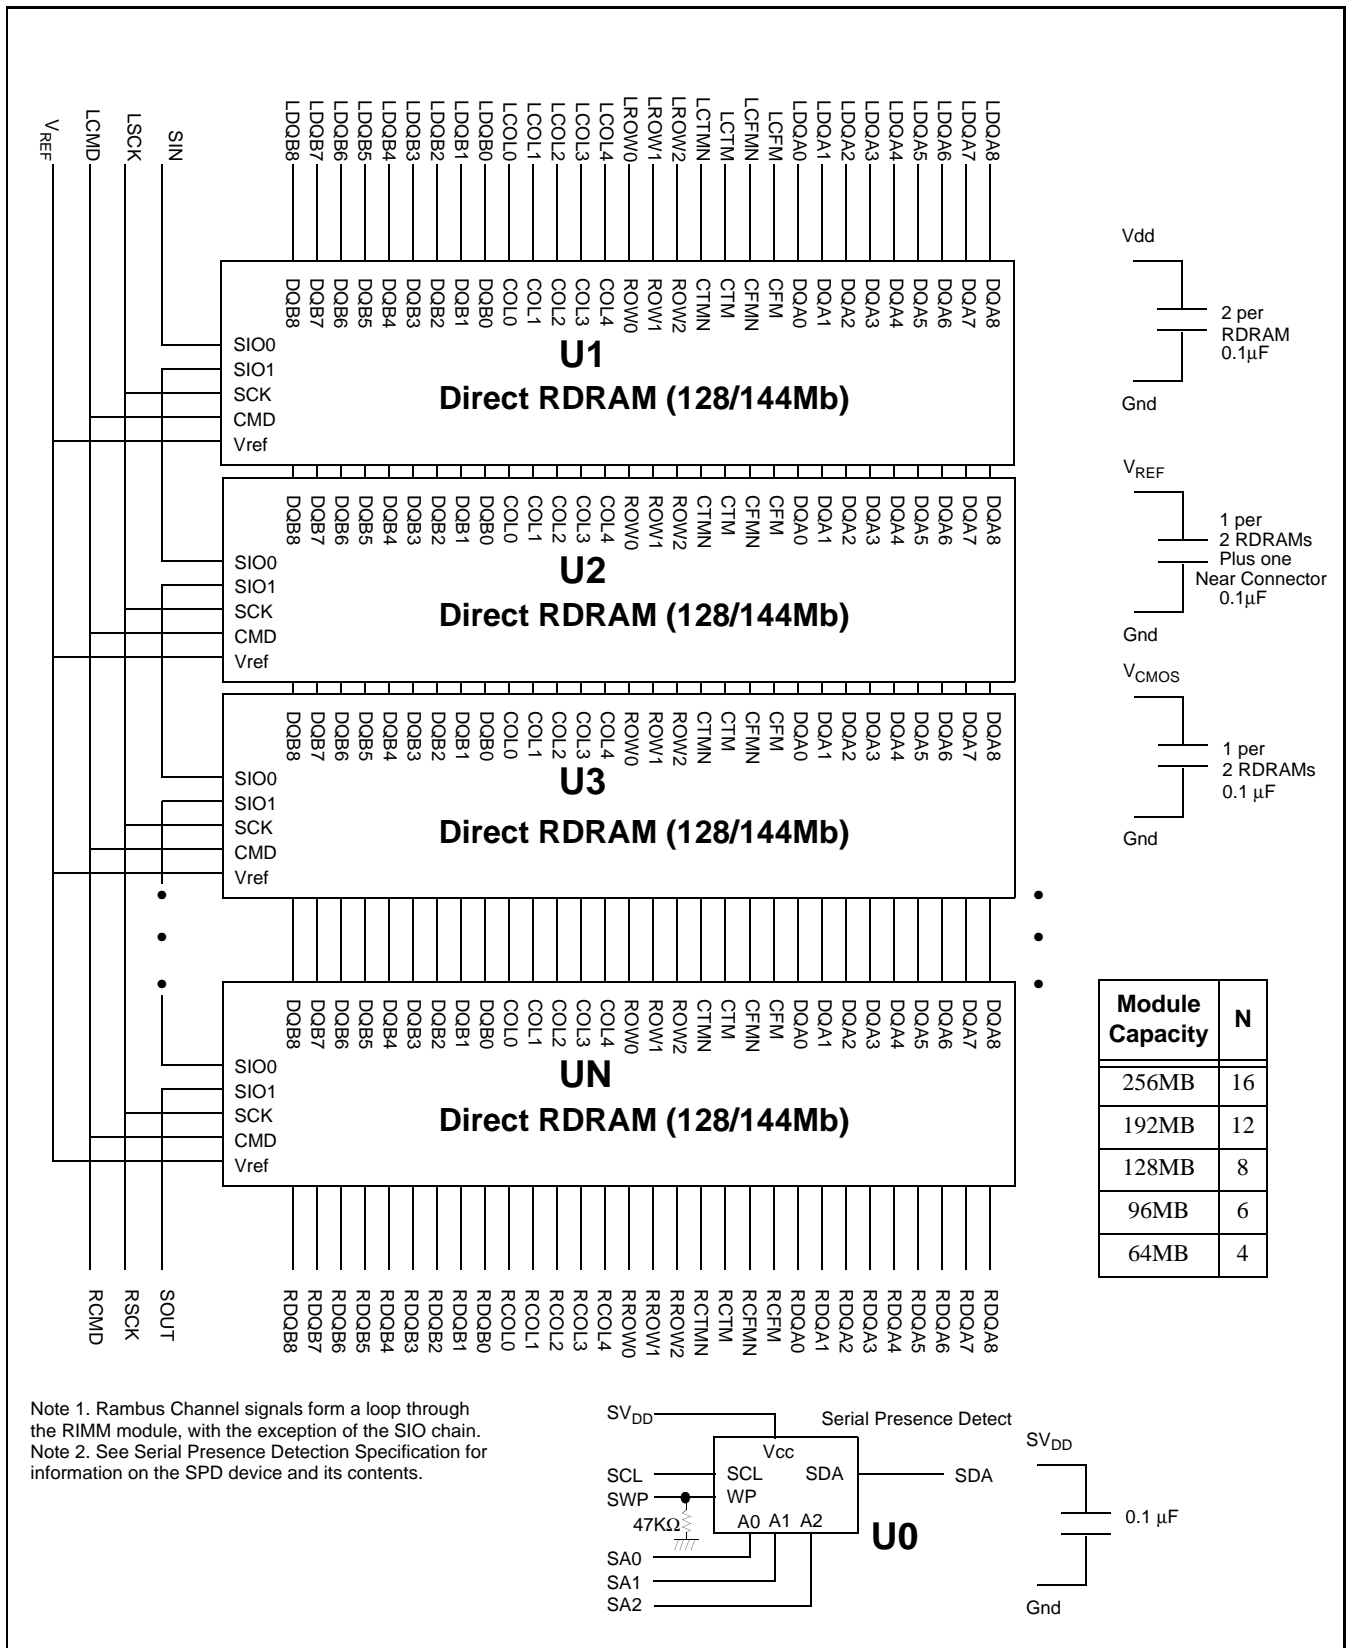 VREF
LCMD
LSCK
SIN
LDQB8
LDQB7
LDQB6
LDQB5
LDQB4
LDQB3
LDQB2
LDQB1
LDQB0
LCOL0
LCOL1
LCOL2
LCOL3
LCOL4
LROW0
LROW1
LROW2
LCTMN
LCTM
LCFMN
LCFM
LDQA0
LDQA1
LDQA2
LDQA3
LDQA4
LDQA5
LDQA6
LDQA7
LDQA8
DQB8
DQB7
DQB6
DQB5
DQB4
DQB3
DQB2
DQB1
DQB0
COL0
COL1
COL2
COL3
COL4
ROW0
ROW1
ROW2
CTMN
CTM
CFMN
CFM
DQA0
DQA1
DQA2
DQA3
DQA4
DQA5
DQA6
DQA7
DQA8
SIO0
SIO1
SCK
CMD
Vref
U1
Direct RDRAM (128/144Mb)
DQB8
DQB7
DQB6
DQB5
DQB4
DQB3
DQB2
DQB1
DQB0
COL0
COL1
COL2
COL3
COL4
ROW0
ROW1
ROW2
CTMN
CTM
CFMN
CFM
DQA0
DQA1
DQA2
DQA3
DQA4
DQA5
DQA6
DQA7
DQA8
SIO0
SIO1
SCK
CMD
Vref
U2
Direct RDRAM (128/144Mb)
DQB8
DQB7
DQB6
DQB5
DQB4
DQB3
DQB2
DQB1
DQB0
COL0
COL1
COL2
COL3
COL4
ROW0
ROW1
ROW2
CTMN
CTM
CFMN
CFM
DQA0
DQA1
DQA2
DQA3
DQA4
DQA5
DQA6
DQA7
DQA8
SIO0
SIO1
SCK
CMD
Vref
U3
Direct RDRAM (128/144Mb)
DQB8
DQB7
DQB6
DQB5
DQB4
DQB3
DQB2
DQB1
DQB0
COL0
COL1
COL2
COL3
COL4
ROW0
ROW1
ROW2
CTMN
CTM
CFMN
CFM
DQA0
DQA1
DQA2
DQA3
DQA4
DQA5
DQA6
DQA7
DQA8
SIO0
SIO1
SCK
CMD
Vref
UN
Direct RDRAM (128/144Mb)
RCMD
RSCK
SOUT
RDQB8
RDQB7
RDQB6
RDQB5
RDQB4
RDQB3
RDQB2
RDQB1
RDQB0
RCOL0
RCOL1
RCOL2
RCOL3
RCOL4
RROW0
RROW1
RROW2
RCTMN
RCTM
RCFMN
RCFM
RDQA0
RDQA1
RDQA2
RDQA3
RDQA4
RDQA5
RDQA6
RDQA7
RDQA8
Vdd
2 per
RDRAM
0.1µF
Gnd
VREF
1 per
2 RDRAMs
Plus one
Near Connector
0.1µF
Gnd
VCMOS
1 per
2 RDRAMs
0.1 µF
Gnd
Module Capacity N
256MB 16
192MB 12
128MB 8
96MB 6
64MB 4
Note 1. Rambus Channel signals form a loop through
the RIMM module, with the exception of the SIO chain.
Note 2. See Serial Presence Detection Specification for
information on the SPD device and its contents.
SVDD
Serial Presence Detect
Vcc
SCL SCL SDA SDA
SWP WP
47KΩ
A0 A1 A2
U0
SA0
SA1
SA2
SVDD
0.1 µF
Gnd